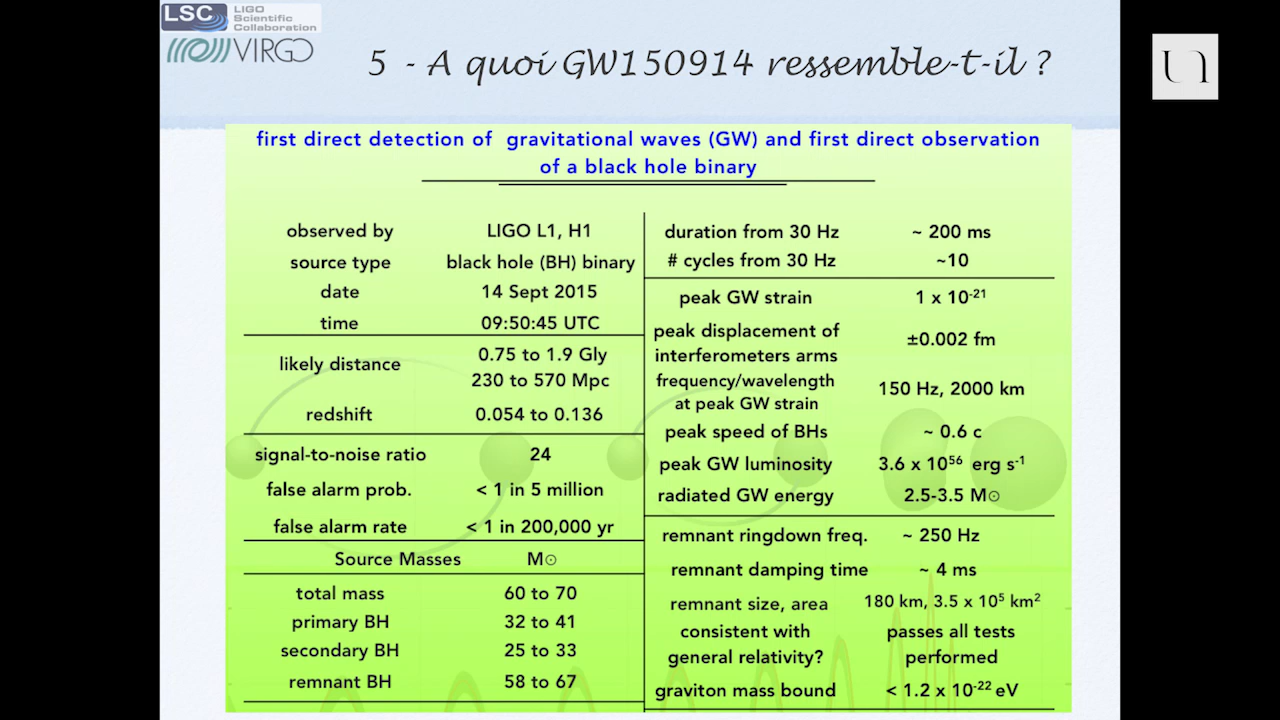 LSC LIGO
Scientific
Collaboration
VIRGO
5 - A quoi GW150914 ressemble-t-il ?
first direct detection of gravitational waves (GW) and first direct observation
of a black hole binary
observed by LIGO L1, H1
source type black hole (BH) binary
date 14 Sept 2015
time 09:50:45 UTC
likely distance 0.75 to 1.9 Gly
230 to 570 Mpc
redshift 0.054 to 0.136
signal-to-noise ratio 24
false alarm prob. < 1 in 5 million
false alarm rate < 1 in 200,000 yr
Source Masses M☉
total mass 60 to 70
primary BH 32 to 41
secondary BH 25 to 33
remnant BH 58 to 67
duration from 30 Hz ~ 200 ms
# cycles from 30 Hz ~10
peak GW strain 1 x 10⁻²¹
peak displacement of
interferometers arms ±0.002 fm
frequency/wavelength
at peak GW strain 150 Hz, 2000 km
peak speed of BHs ~ 0.6 c
peak GW luminosity 3.6 x 10⁵⁶ erg s⁻¹
radiated GW energy 2.5-3.5 M☉
remnant ringdown freq. ~ 250 Hz
remnant damping time ~ 4 ms
remnant size, area 180 km, 3.5 x 10⁵ km²
consistent with passes all tests
general relativity? performed
graviton mass bound < 1.2 x 10⁻²² eV